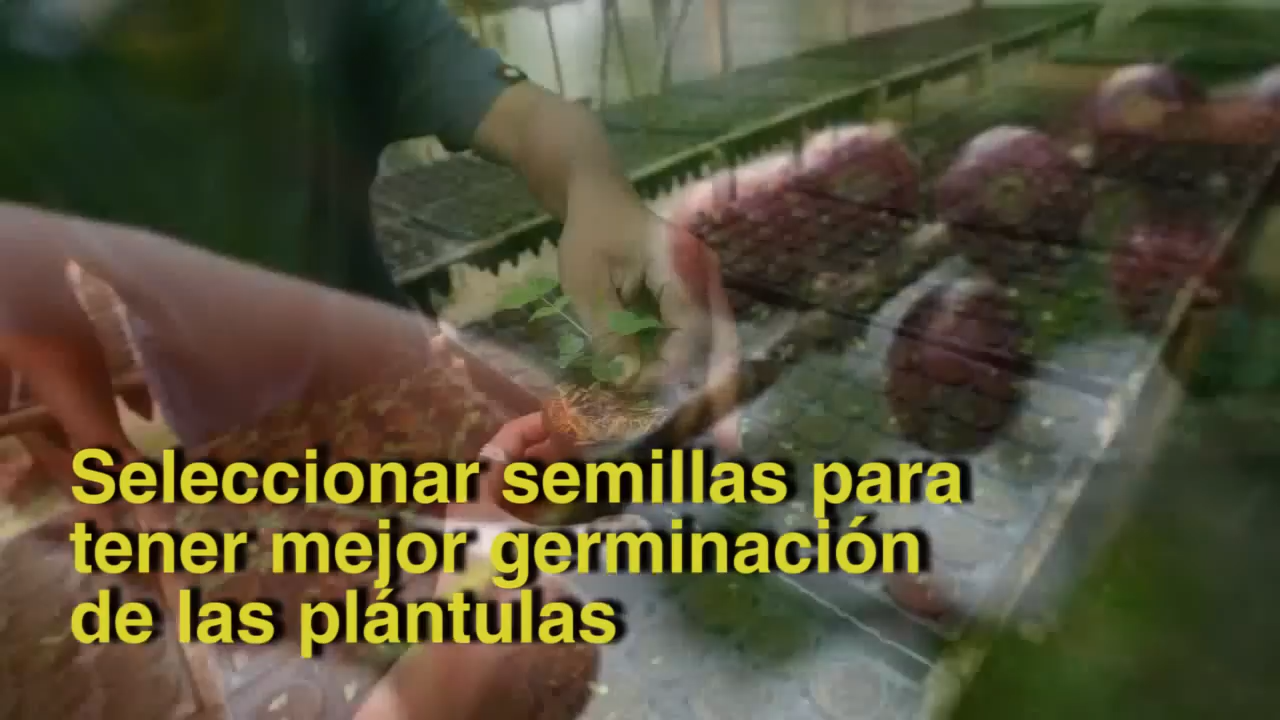 Seleccionar semillas para
tener mejor germinación
de las plántulas